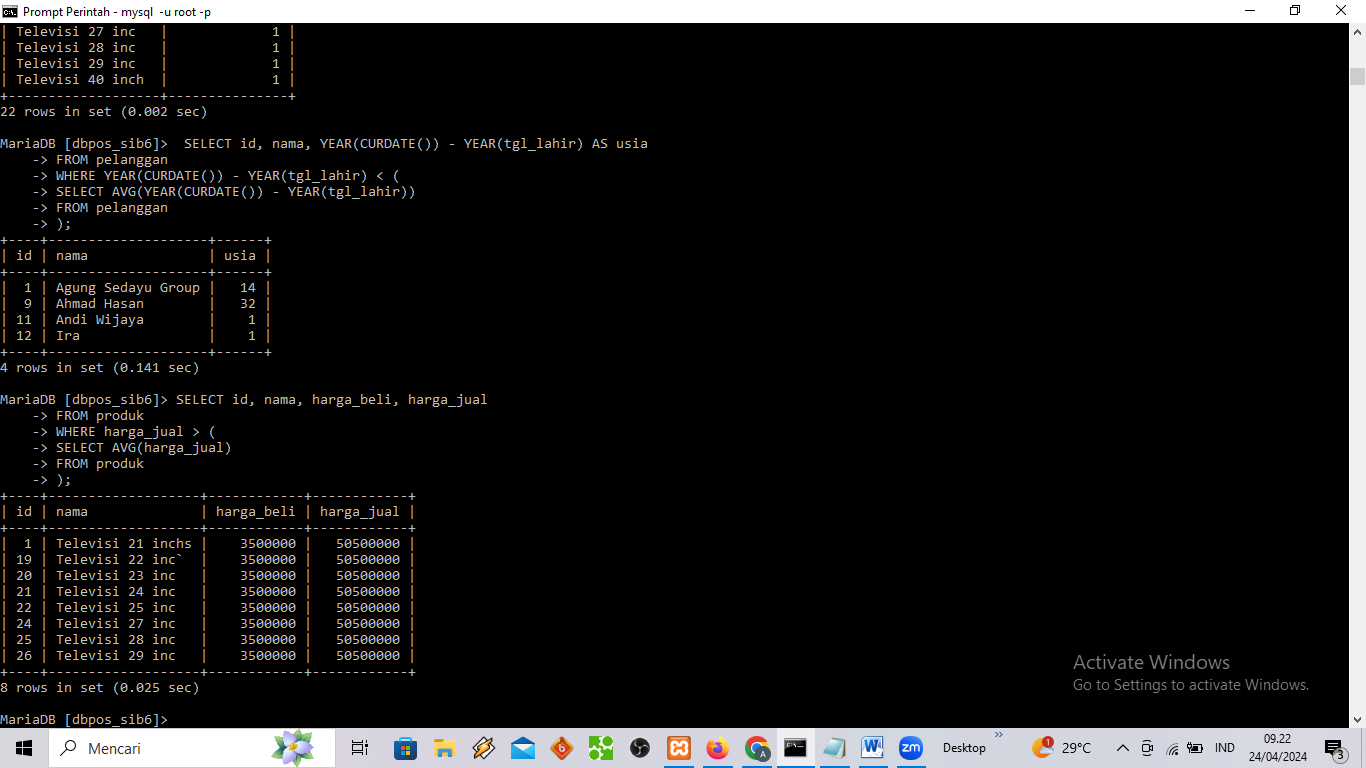 Prompt Perintah - mysql  -u root -p
| Televisi 27 inc   |             1 |
| Televisi 28 inc   |             1 |
| Televisi 29 inc   |             1 |
| Televisi 40 inch  |             1 |
+-------------------+---------------+
22 rows in set (0.002 sec)
MariaDB [dbpos_sib6]>  SELECT id, nama, YEAR(CURDATE()) - YEAR(tgl_lahir) AS usia
    -> FROM pelanggan
    -> WHERE YEAR(CURDATE()) - YEAR(tgl_lahir) < (
    -> SELECT AVG(YEAR(CURDATE()) - YEAR(tgl_lahir))
    -> FROM pelanggan
    -> );
+----+--------------------+------+
| id | nama               | usia |
+----+--------------------+------+
|  1 | Agung Sedayu Group |   14 |
|  9 | Ahmad Hasan        |   32 |
| 11 | Andi Wijaya        |    1 |
| 12 | Ira                |    1 |
+----+--------------------+------+
4 rows in set (0.141 sec)
MariaDB [dbpos_sib6]> SELECT id, nama, harga_beli, harga_jual
    -> FROM produk
    -> WHERE harga_jual > (
    -> SELECT AVG(harga_jual)
    -> FROM produk
    -> );
+----+-------------------+------------+------------+
| id | nama              | harga_beli | harga_jual |
+----+-------------------+------------+------------+
|  1 | Televisi 21 inchs |    3500000 |   50500000 |
| 19 | Televisi 22 inc`  |    3500000 |   50500000 |
| 20 | Televisi 23 inc   |    3500000 |   50500000 |
| 21 | Televisi 24 inc   |    3500000 |   50500000 |
| 22 | Televisi 25 inc   |    3500000 |   50500000 |
| 24 | Televisi 27 inc   |    3500000 |   50500000 |
| 25 | Televisi 28 inc   |    3500000 |   50500000 |
| 26 | Televisi 29 inc   |    3500000 |   50500000 |
+----+-------------------+------------+------------+
8 rows in set (0.025 sec)
MariaDB [dbpos_sib6]>
Activate Windows
Go to Settings to activate Windows.
Mencari
A
W
zm
Desktop
»
1
29°C
IND
09.22
24/04/2024
3